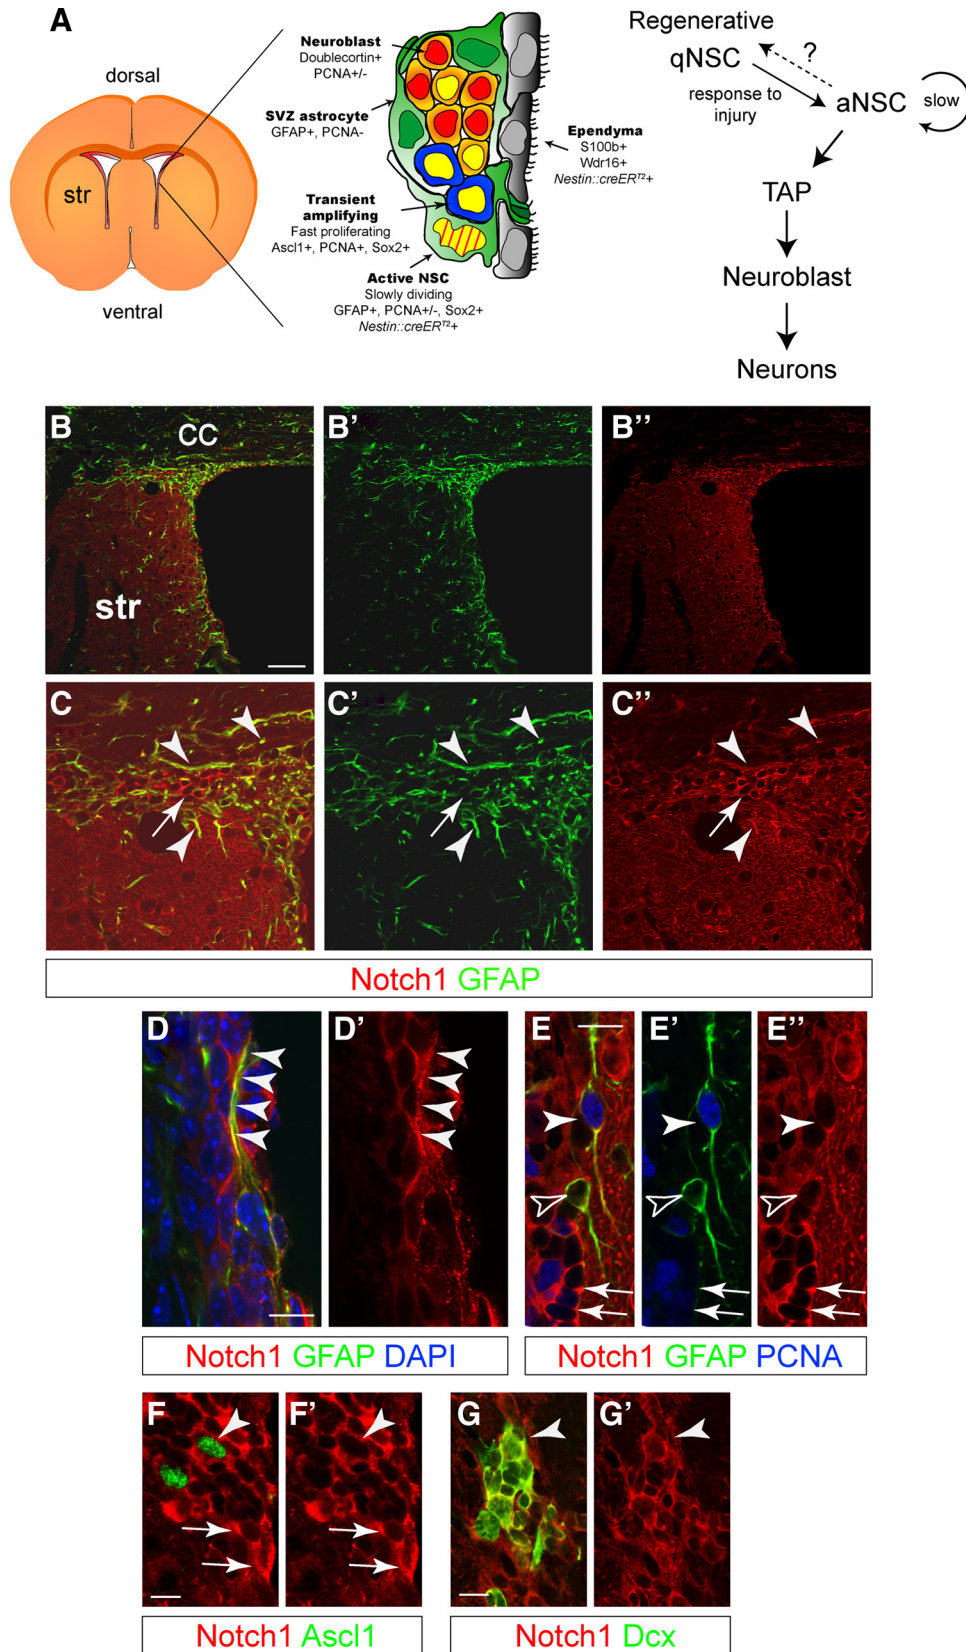 A
dorsal
str
ventral
Neuroblast
Doublecortin+
PCNA+/-
SVZ astrocyte
GFAP+, PCNA-
Transient
amplifying
Fast proliferating
Ascl1+, PCNA+, Sox2+
Active NSC
Slowly dividing
GFAP+, PCNA+/-, Sox2+
Nestin::creERT2+
Ependyma
S100b+
Wdr16+
Nestin::creERT2+
Regenerative
qNSC
?
response to
injury
aNSC
slow
TAP
Neuroblast
Neurons
B
cc
str
B'
B''
C
C'
C''
Notch1 GFAP
D
D'
E
E'
E''
Notch1 GFAP DAPI
Notch1 GFAP PCNA
F
F'
G
G'
Notch1 Ascl1
Notch1 Dcx